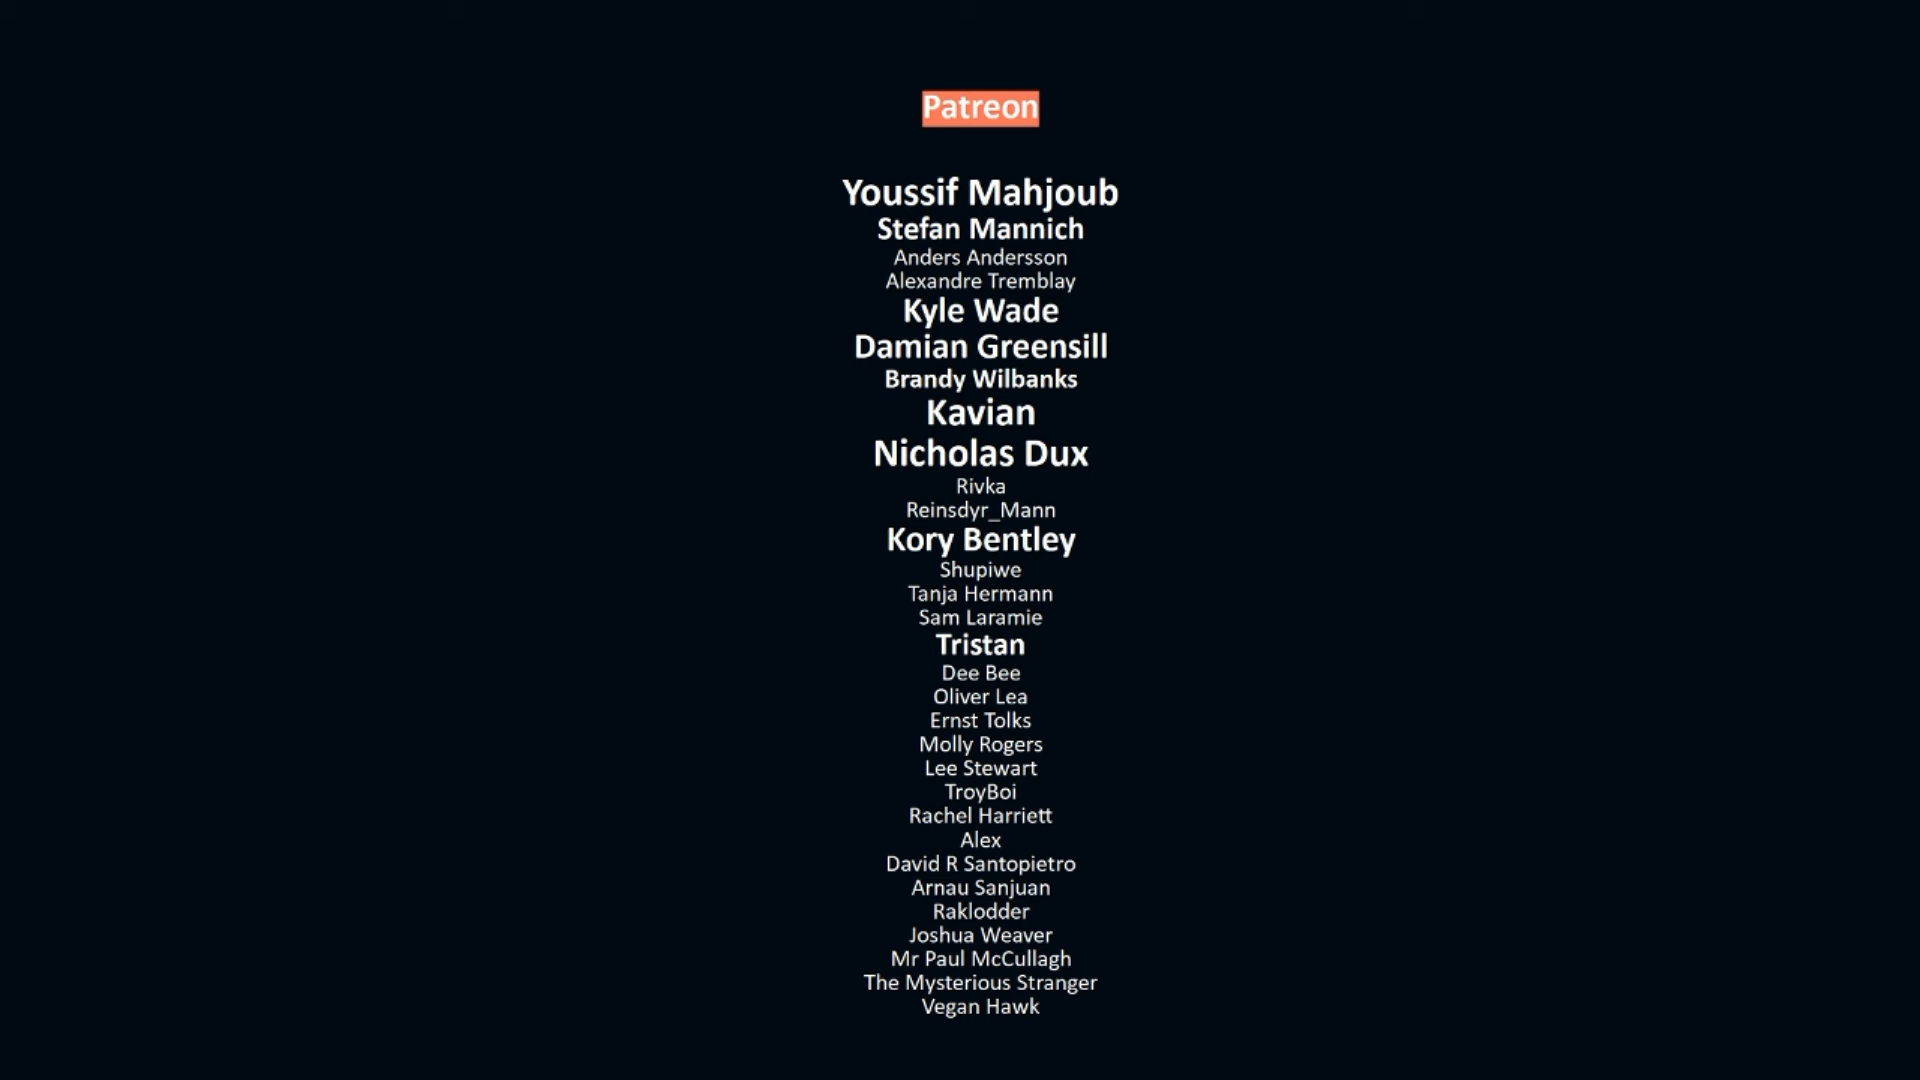 Patreon
Youssif Mahjoub
Stefan Mannich
Anders Andersson
Alexandre Tremblay
Kyle Wade
Damian Greensill
Brandy Wilbanks
Kavian
Nicholas Dux
Rivka
Reinsdyr_Mann
Kory Bentley
Shupiwe
Tanja Hermann
Sam Laramie
Tristan
Dee Bee
Oliver Lea
Ernst Tolks
Molly Rogers
Lee Stewart
TroyBoi
Rachel Harriett
Alex
David R Santopietro
Arnau Sanjuan
Raklodder
Joshua Weaver
Mr Paul McCullagh
The Mysterious Stranger
Vegan Hawk